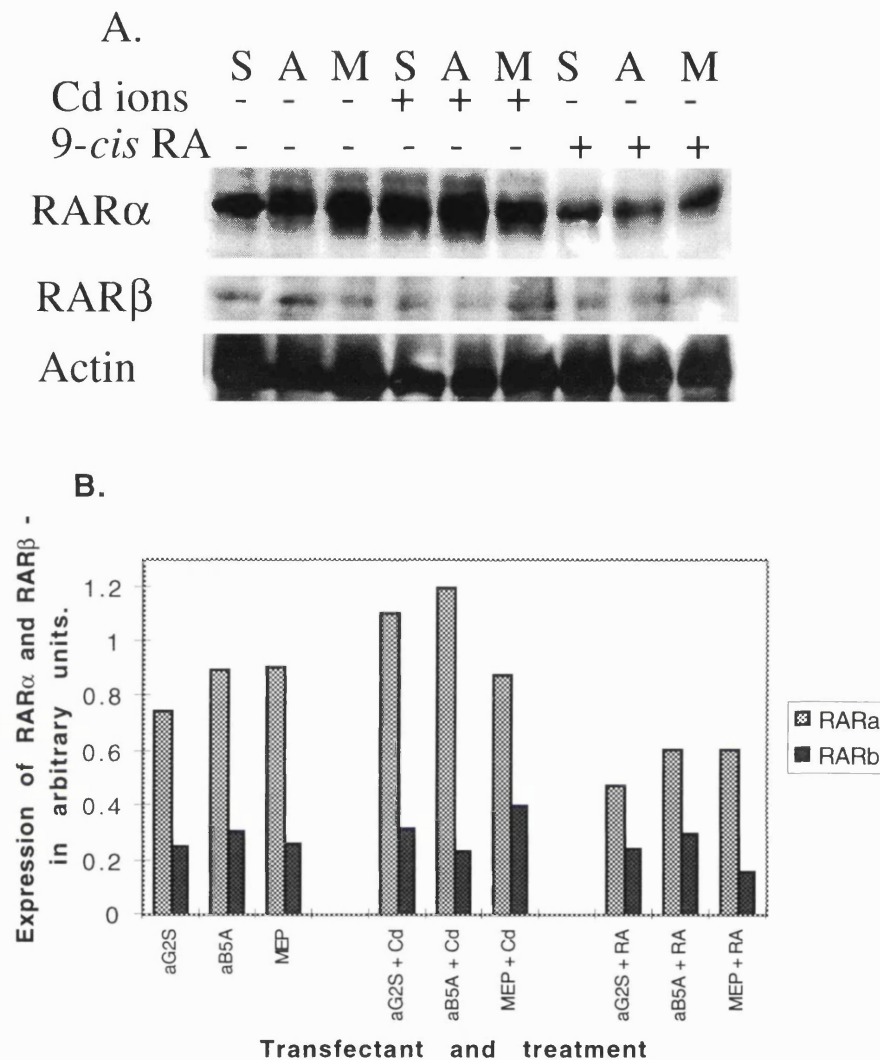 A.
S A M S A M S A M
Cd ions - - - + + + - - -
9-cis RA - - - - - - + + +
RARα
RARβ
Actin
B.
Expression of RARα and RARβ -
in arbitrary units.
1.2
1
0.8
0.6
0.4
0.2
0
aG2S
aB5A
MEP
aG2S + Cd
aB5A + Cd
MEP + Cd
aG2S + RA
aB5A + RA
MEP + RA
RARa
RARb
Transfectant and treatment